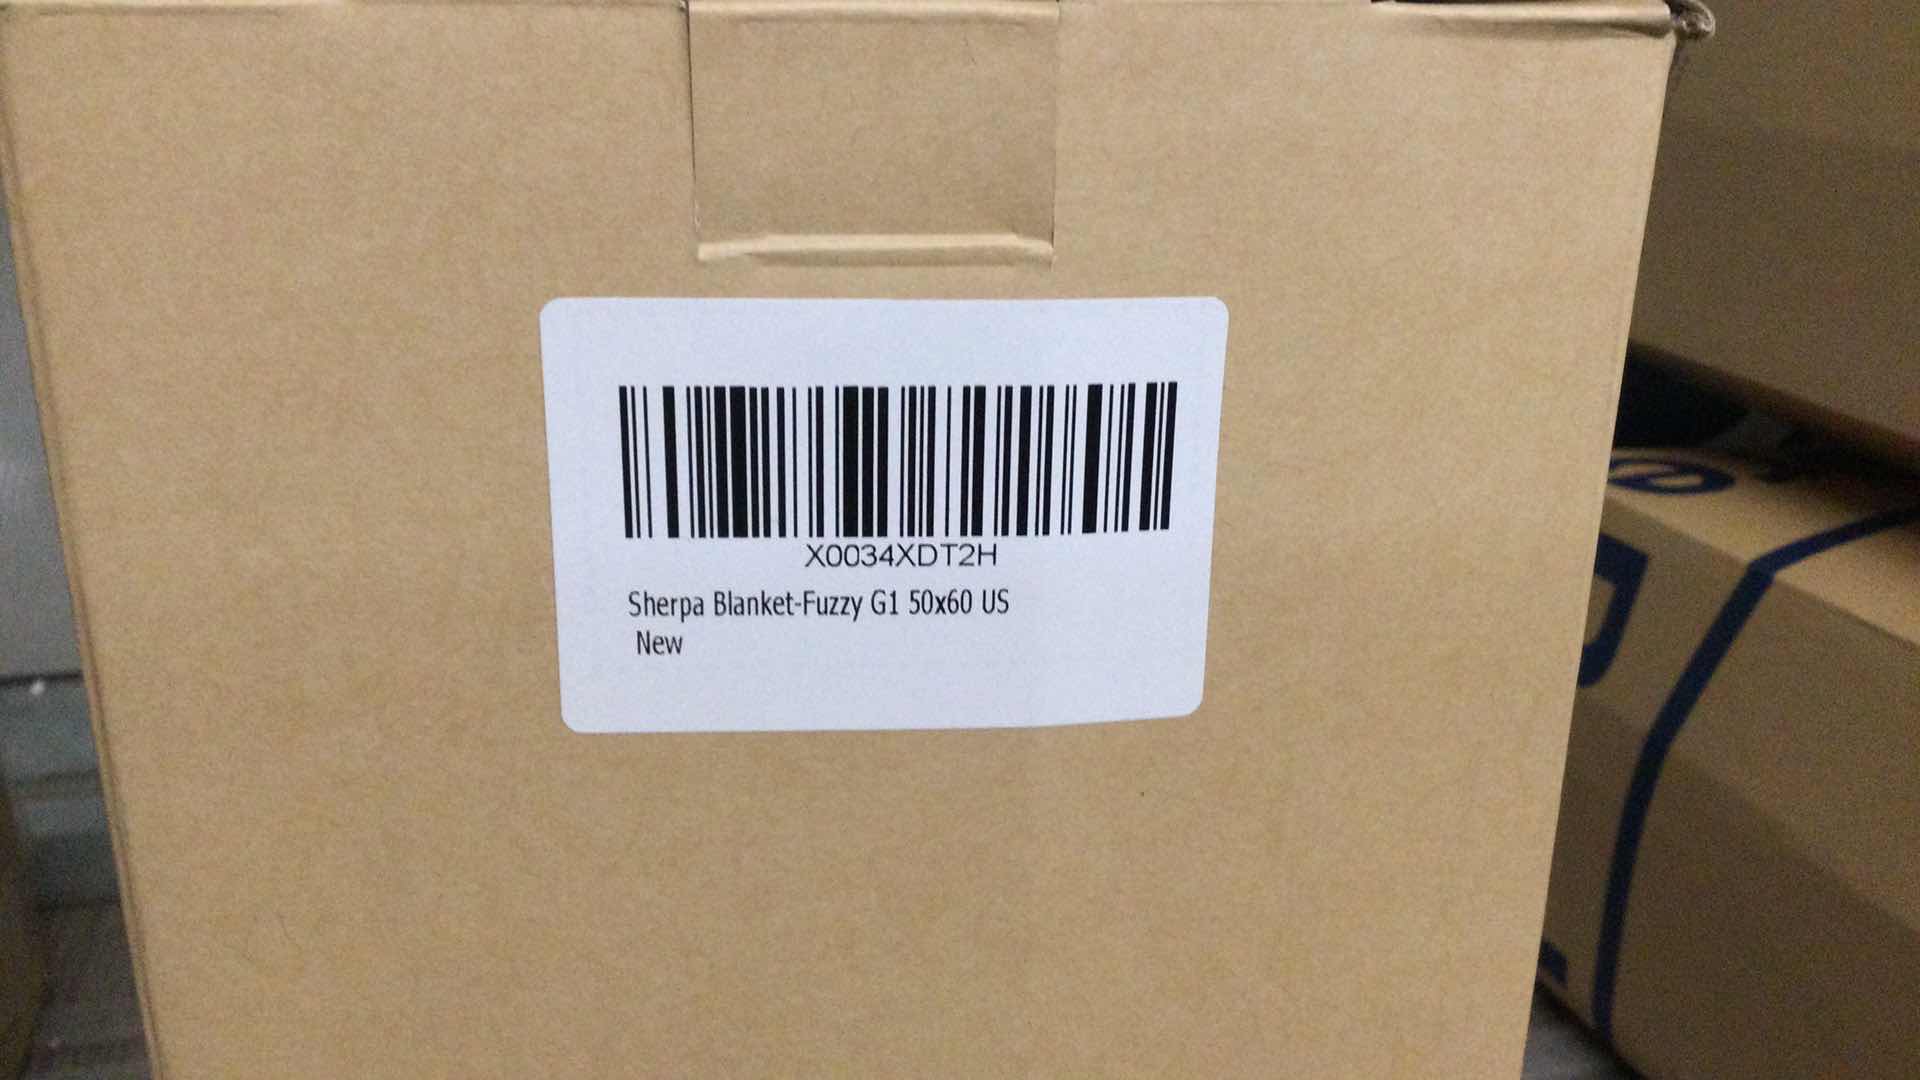 X0034XDT2H
Sherpa Blanket-Fuzzy G1 50x60 US
New